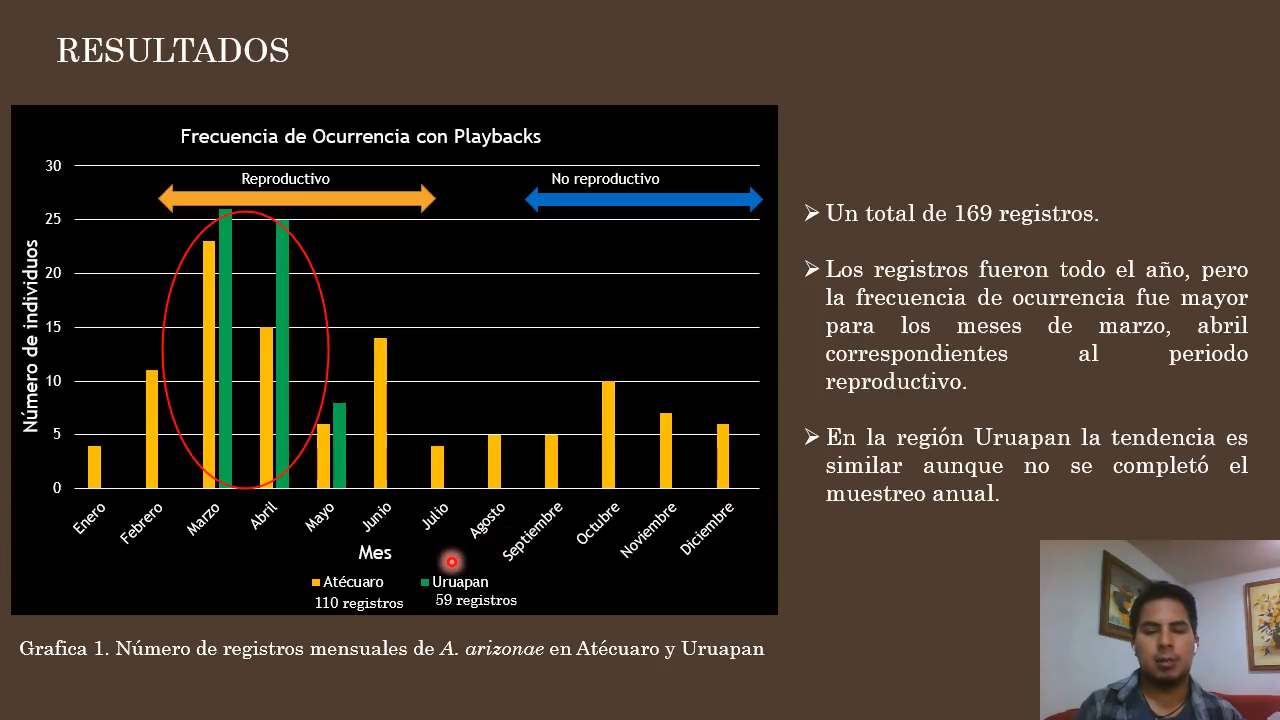 RESULTADOS
Frecuencia de Ocurrencia con Playbacks
30
25
20
15
10
5
0
Reproductivo
No reproductivo
Número de individuos
Enero
Febrero
Marzo
Abril
Mayo
Junio
Julio
Agosto
Septiembre
Octubre
Noviembre
Diciembre
Mes
Atécuaro
Uruapan
110 registros
59 registros
Grafica 1. Número de registros mensuales de A. arizonae en Atécuaro y Uruapan
Un total de 169 registros.
Los registros fueron todo el año, pero
la frecuencia de ocurrencia fue mayor
para los meses de marzo, abril
correspondientes al periodo
reproductivo.
En la región Uruapan la tendencia es
similar aunque no se completó el
muestreo anual.